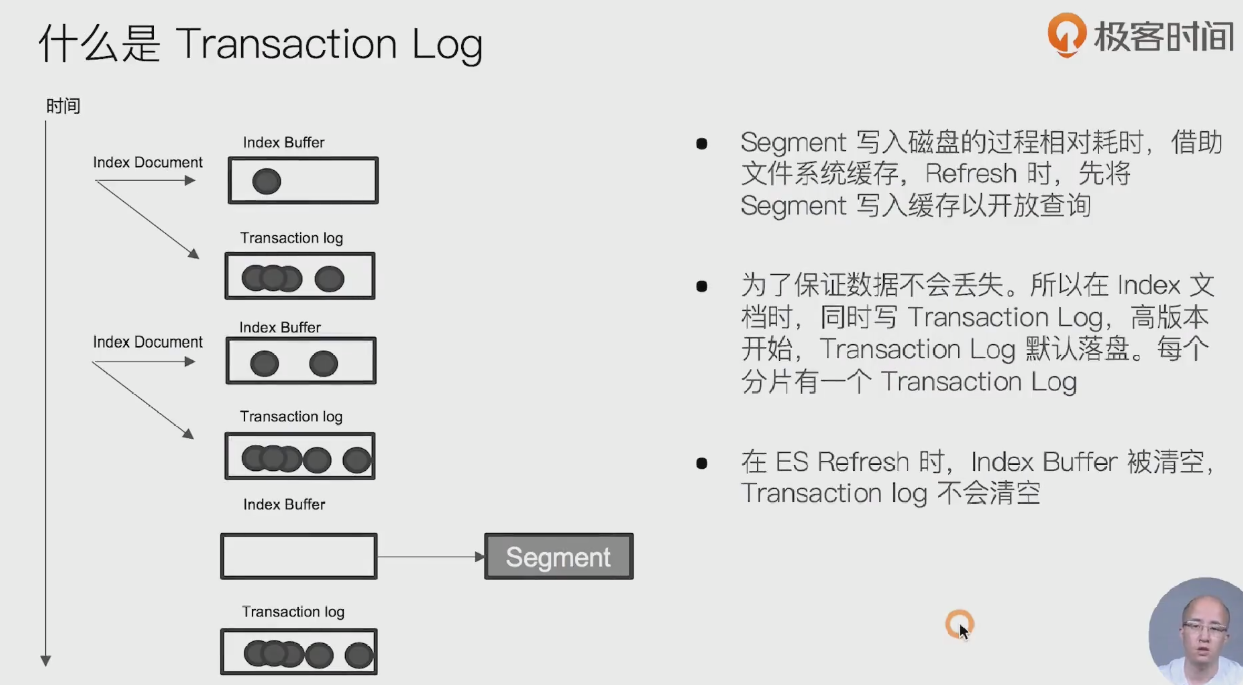 什么是 Transaction Log
极客时间
时间
Index Buffer
Index Document
Transaction log
Index Buffer
Index Document
Transaction log
Index Buffer
Segment
Transaction log
Segment 写入磁盘的过程相对耗时，借助
文件系统缓存，Refresh 时，先将
Segment 写入缓存以开放查询
为了保证数据不会丢失。所以在 Index 文
档时，同时写 Transaction Log，高版本
开始，Transaction Log 默认落盘。每个
分片有一个 Transaction Log
在 ES Refresh 时，Index Buffer 被清空，
Transaction log 不会清空